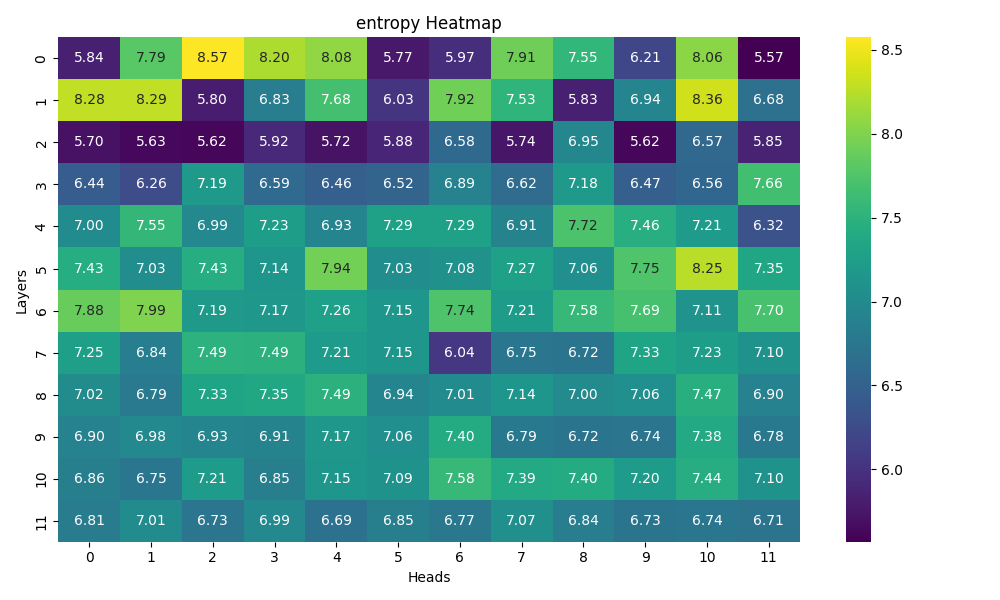 entropy Heatmap
0 5.84 7.79 8.57 8.20 8.08 5.77 5.97 7.91 7.55 6.21 8.06 5.57
1 8.28 8.29 5.80 6.83 7.68 6.03 7.92 7.53 5.83 6.94 8.36 6.68
2 5.70 5.63 5.62 5.92 5.72 5.88 6.58 5.74 6.95 5.62 6.57 5.85
3 6.44 6.26 7.19 6.59 6.46 6.52 6.89 6.62 7.18 6.47 6.56 7.66
4 7.00 7.55 6.99 7.23 6.93 7.29 7.29 6.91 7.72 7.46 7.21 6.32
5 7.43 7.03 7.43 7.14 7.94 7.03 7.08 7.27 7.06 7.75 8.25 7.35
6 7.88 7.99 7.19 7.17 7.26 7.15 7.74 7.21 7.58 7.69 7.11 7.70
7 7.25 6.84 7.49 7.49 7.21 7.15 6.04 6.75 6.72 7.33 7.23 7.10
8 7.02 6.79 7.33 7.35 7.49 6.94 7.01 7.14 7.00 7.06 7.47 6.90
9 6.90 6.98 6.93 6.91 7.17 7.06 7.40 6.79 6.72 6.74 7.38 6.78
10 6.86 6.75 7.21 6.85 7.15 7.09 7.58 7.39 7.40 7.20 7.44 7.10
11 6.81 7.01 6.73 6.99 6.69 6.85 6.77 7.07 6.84 6.73 6.74 6.71
0 1 2 3 4 5 6 7 8 9 10 11
Heads
Layers
8.5
8.0
7.5
7.0
6.5
6.0